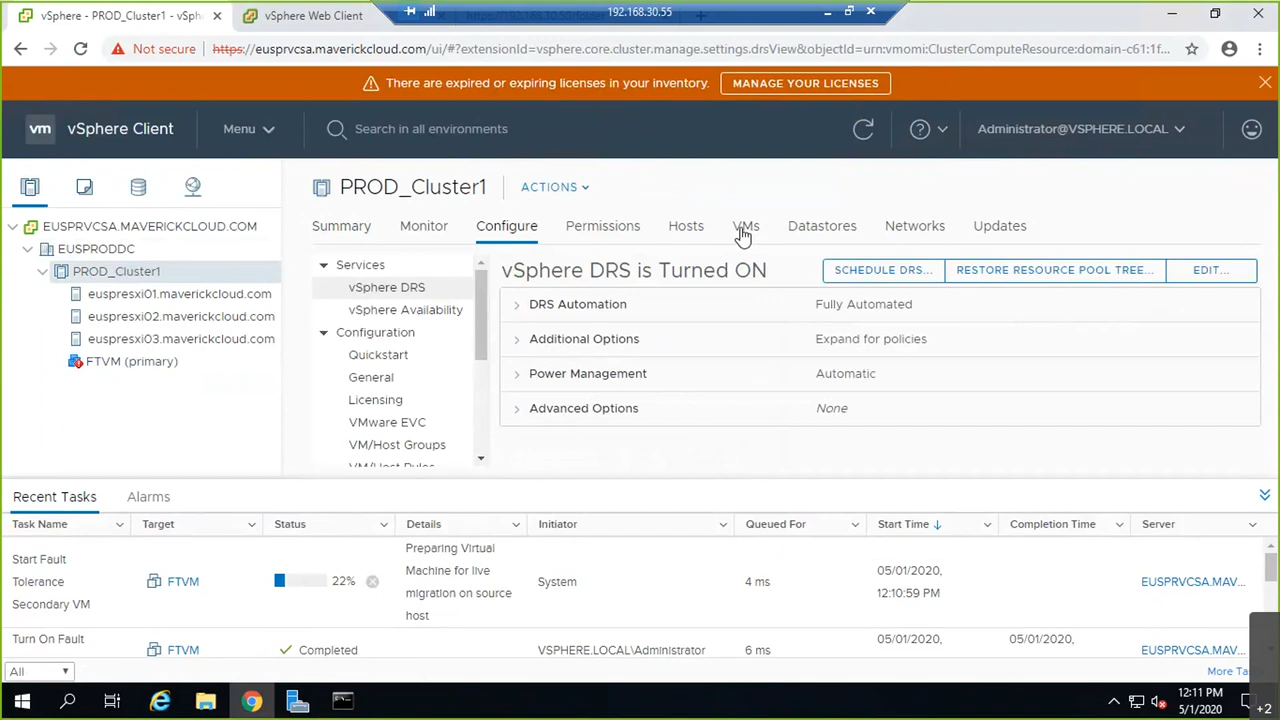 vSphere - PROD_Cluster1 - vSph
vSphere Web Client
192.168.30.55
Not secure
https://eusprvcsa.maverickcloud.com/ui/#?extensionId=vsphere.core.cluster.manage.settings.drsView&objectId=urn:vmomi:ClusterComputeResource:domain-c61:1f...
There are expired or expiring licenses in your inventory.
MANAGE YOUR LICENSES
vm
vSphere Client
Menu
Search in all environments
Administrator@VSPHERE.LOCAL
PROD_Cluster1
ACTIONS
EUSPRVCSA.MAVERICKCLOUD.COM
EUSPRODDC
PROD_Cluster1
euspresxi01.maverickcloud.com
euspresxi02.maverickcloud.com
euspresxi03.maverickcloud.com
FTVM (primary)
Summary
Monitor
Configure
Permissions
Hosts
VMs
Datastores
Networks
Updates
Services
vSphere DRS
vSphere Availability
Configuration
Quickstart
General
Licensing
VMware EVC
VM/Host Groups
VM/Host Rules
vSphere DRS is Turned ON
SCHEDULE DRS...
RESTORE RESOURCE POOL TREE...
EDIT...
DRS Automation Fully Automated
Additional Options Expand for policies
Power Management Automatic
Advanced Options None
Recent Tasks
Alarms
Task Name Target Status Details Initiator Queued For Start Time Completion Time Server
Start Fault
Tolerance
Secondary VM
FTVM
22%
Preparing Virtual
Machine for live
migration on source
host
System
4 ms
05/01/2020,
12:10:59 PM
EUSPRVCSA.MAV...
Turn On Fault
FTVM
Completed
VSPHERE.LOCAL\Administrator
6 ms
05/01/2020,
05/01/2020,
EUSPRVCSA.MAV...
All
More Ta
12:11 PM
5/1/2020
+2